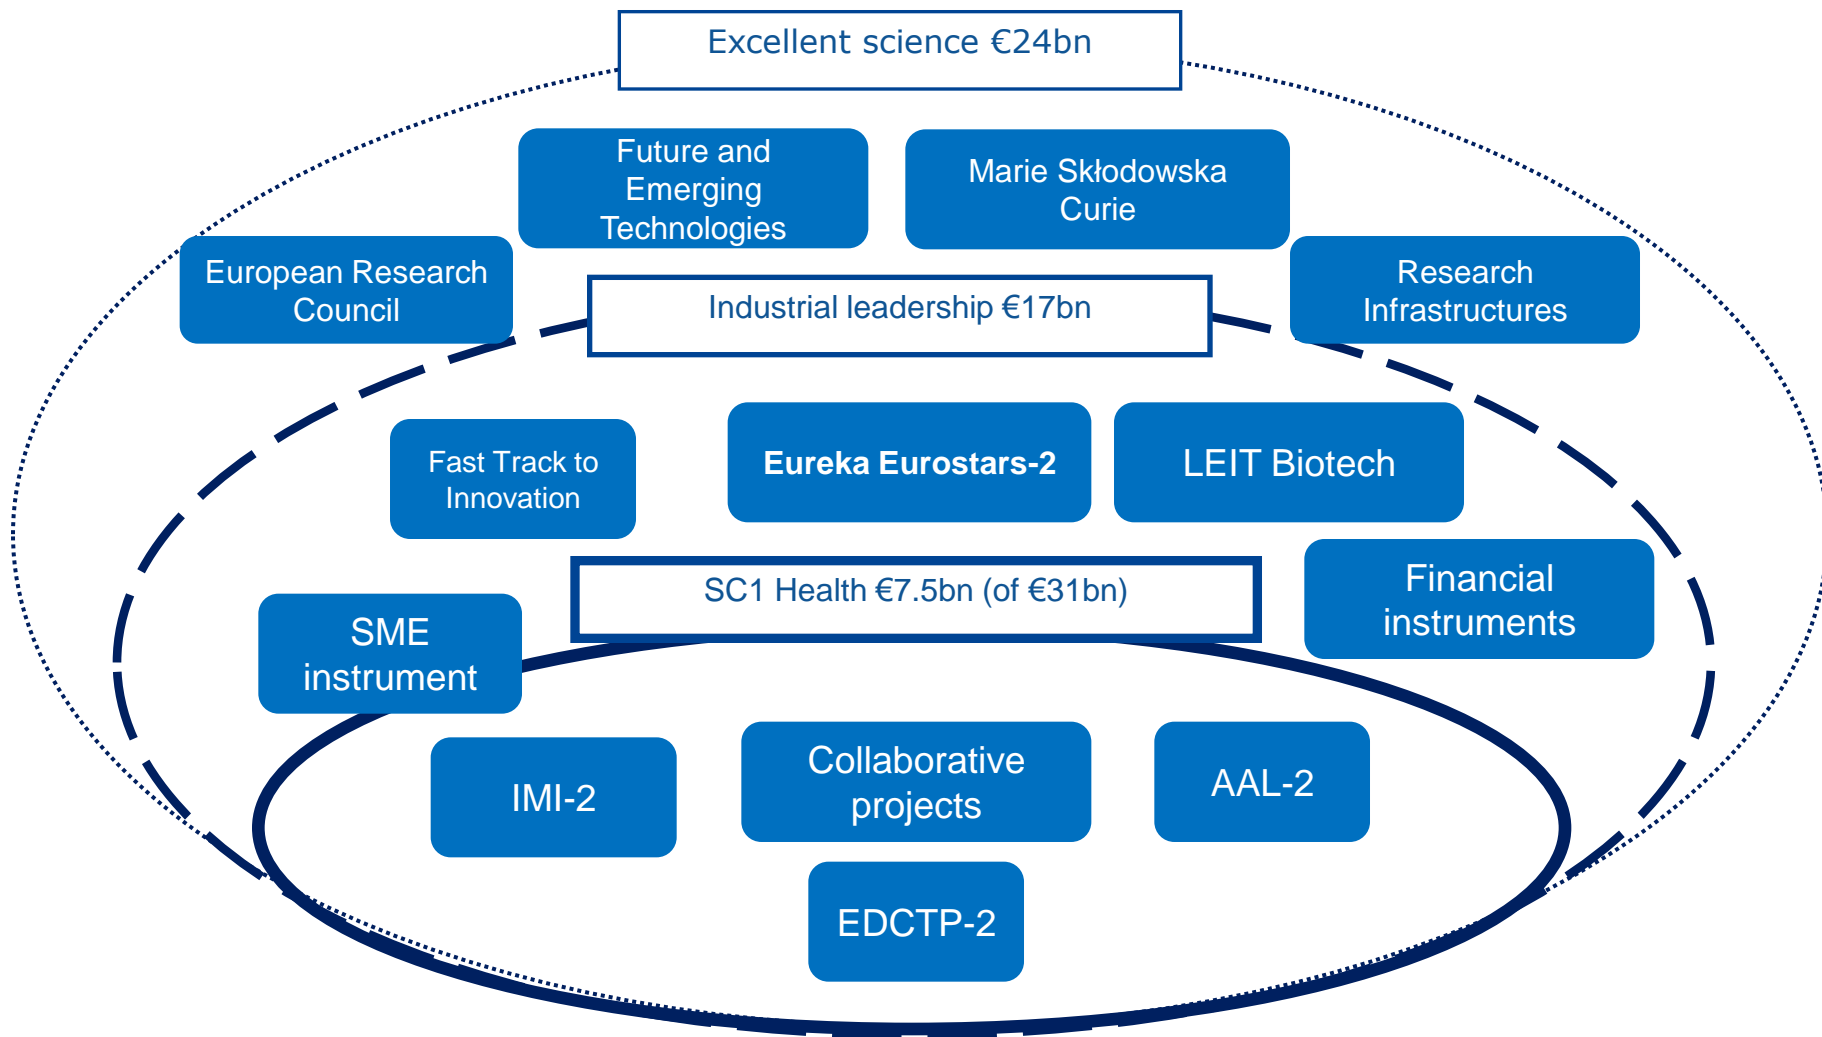 Excellent science €24bn
Future and
Emerging
Technologies
Marie Skłodowska
Curie
European Research
Council
Research
Infrastructures
Industrial leadership €17bn
Fast Track to
Innovation
Eureka Eurostars-2
LEIT Biotech
SC1 Health €7.5bn (of €31bn)
Financial
instruments
SME
instrument
IMI-2
Collaborative
projects
AAL-2
EDCTP-2